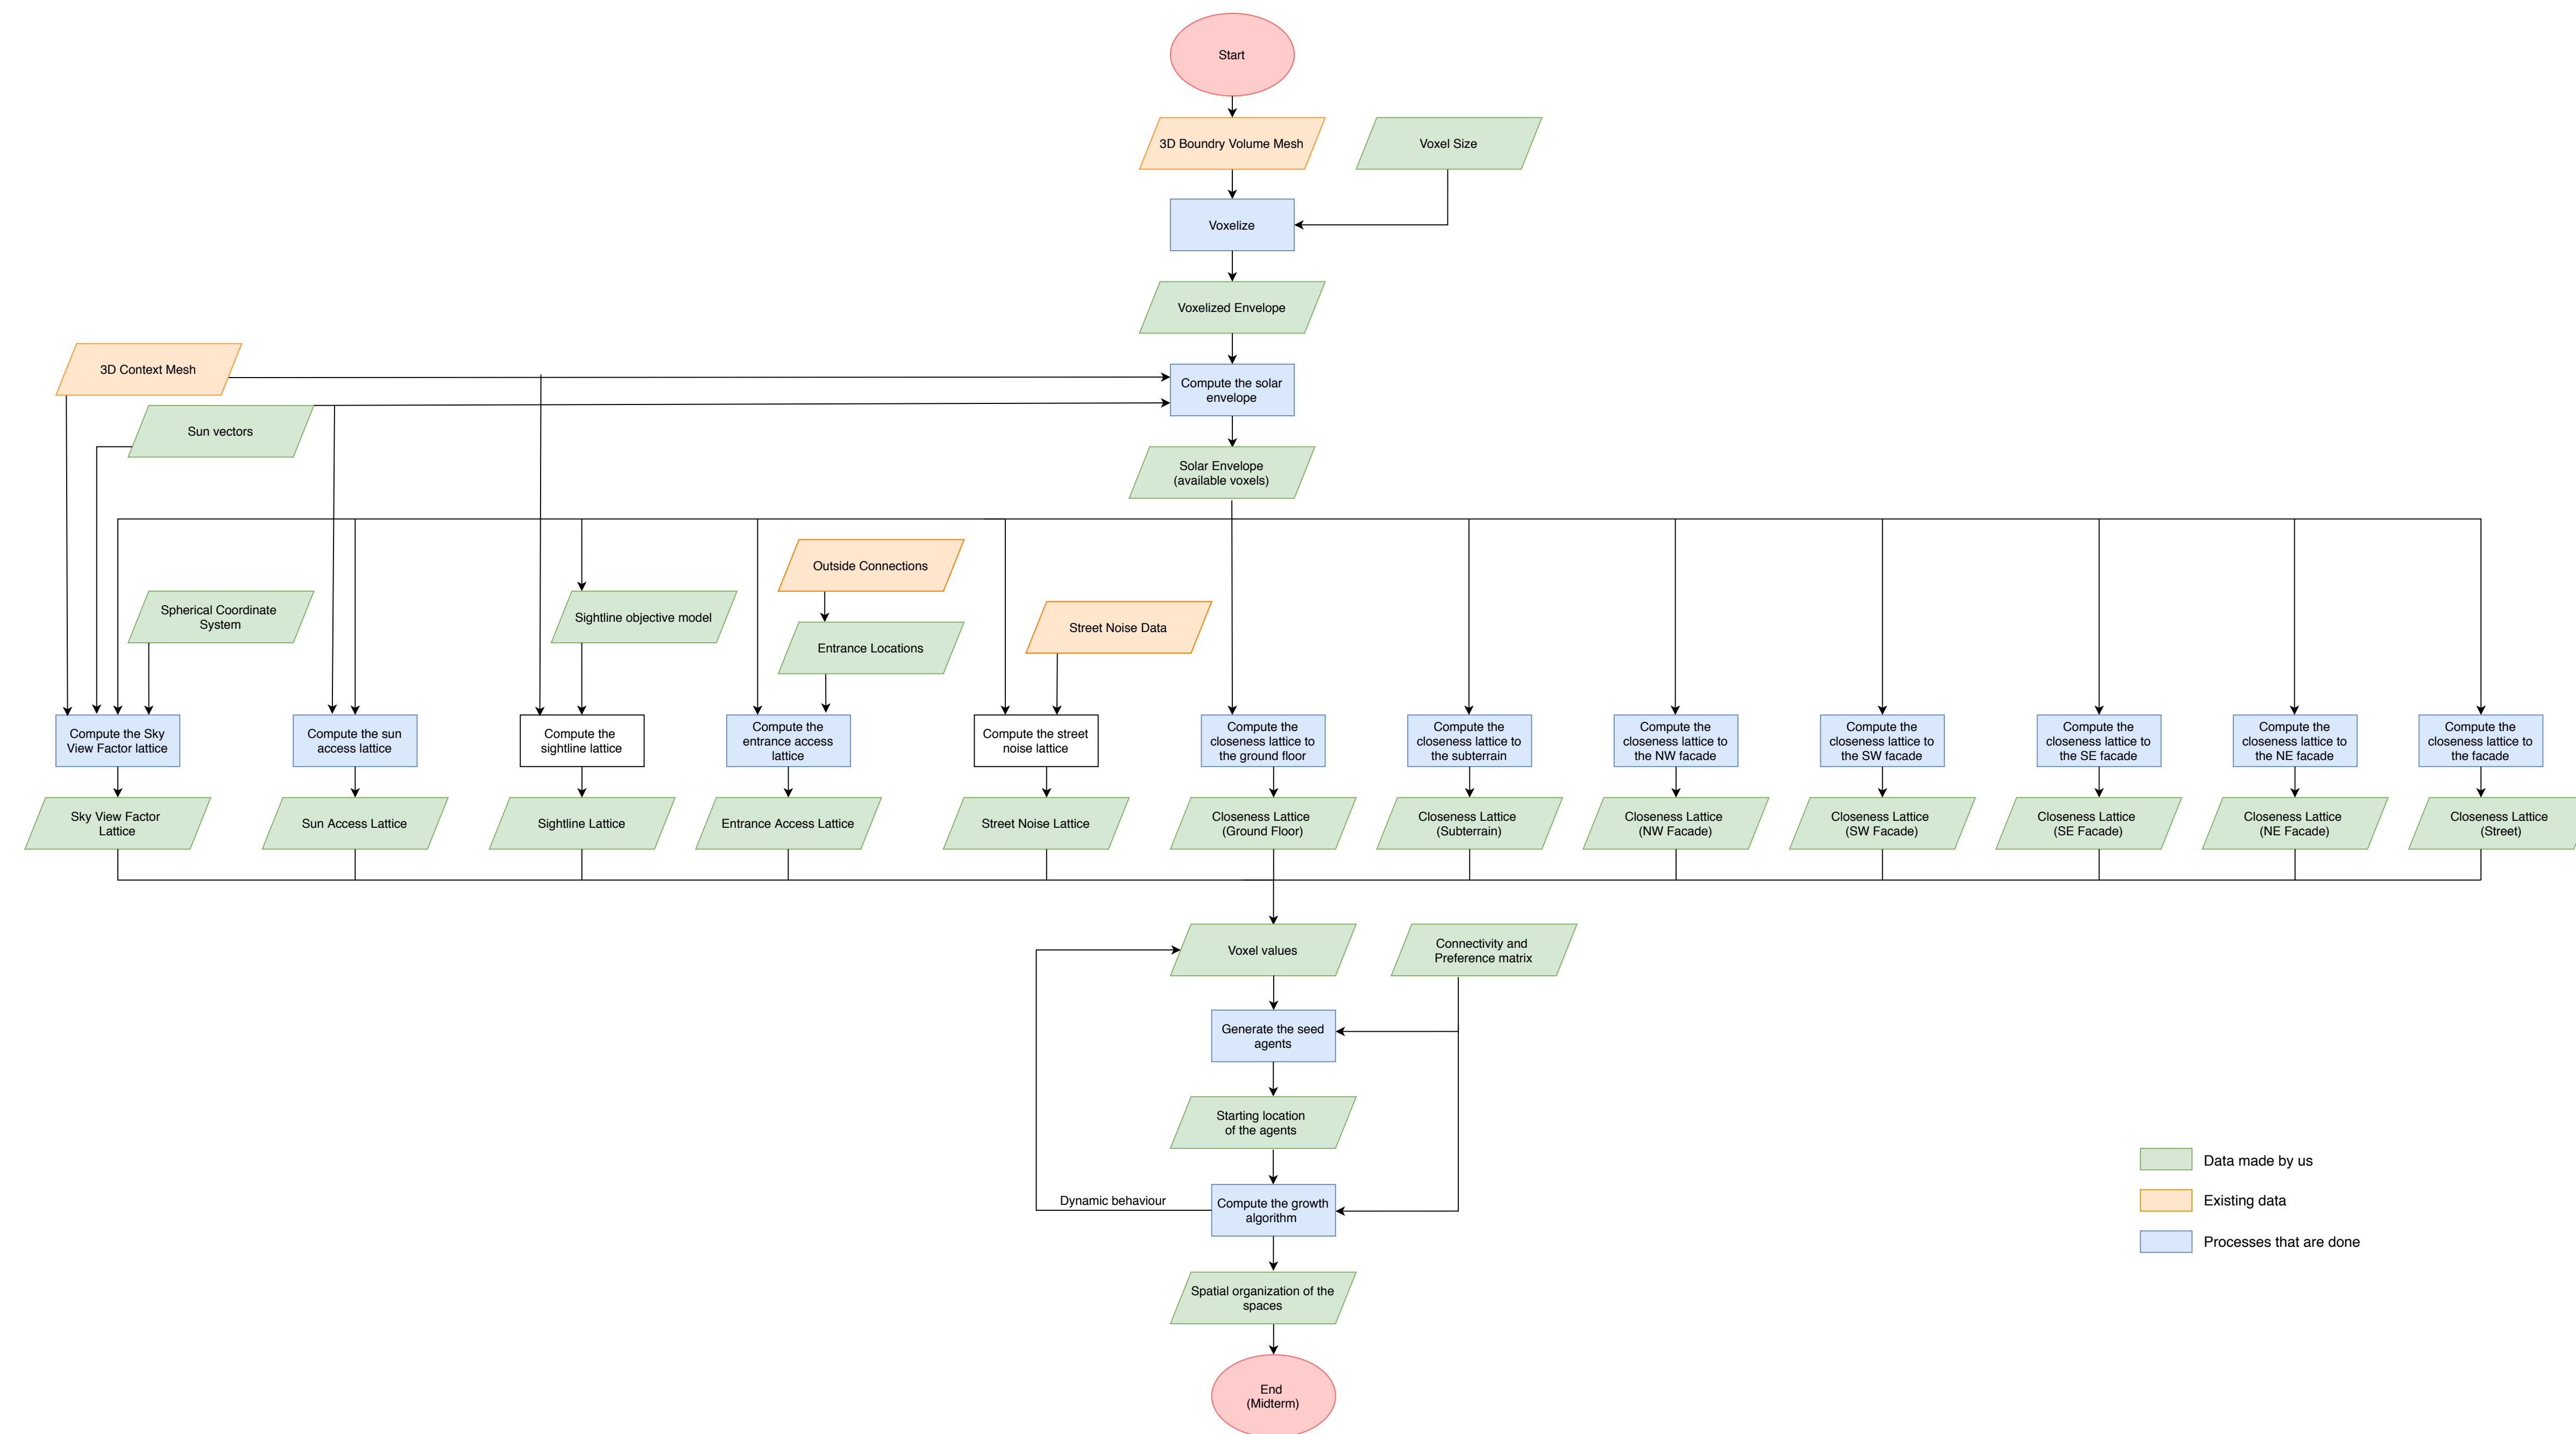 Start
3D Boundry Volume Mesh
Voxel Size
Voxelize
Voxelized Envelope
3D Context Mesh
Compute the solar
envelope
Sun vectors
Solar Envelope
(available voxels)
Outside Connections
Spherical Coordinate
System
Sightline objective model
Street Noise Data
Entrance Locations
Compute the Sky
View Factor lattice
Compute the sun
access lattice
Compute the
sightline lattice
Compute the
entrance access
lattice
Compute the street
noise lattice
Compute the
closeness lattice to
the ground floor
Compute the
closeness lattice to
the subterrain
Compute the
closeness lattice to
the NW facade
Compute the
closeness lattice to
the SW facade
Compute the
closeness lattice to
the SE facade
Compute the
closeness lattice to
the NE facade
Compute the
closeness lattice to
the facade
Sky View Factor
Lattice
Sun Access Lattice
Sightline Lattice
Entrance Access Lattice
Street Noise Lattice
Closeness Lattice
(Ground Floor)
Closeness Lattice
(Subterrain)
Closeness Lattice
(NW Facade)
Closeness Lattice
(SW Facade)
Closeness Lattice
(SE Facade)
Closeness Lattice
(NE Facade)
Closeness Lattice
(Street)
Voxel values
Connectivity and
Preference matrix
Generate the seed
agents
Starting location
of the agents
Dynamic behaviour
Compute the growth
algorithm
Spatial organization of the
spaces
End
(Midterm)
Data made by us
Existing data
Processes that are done